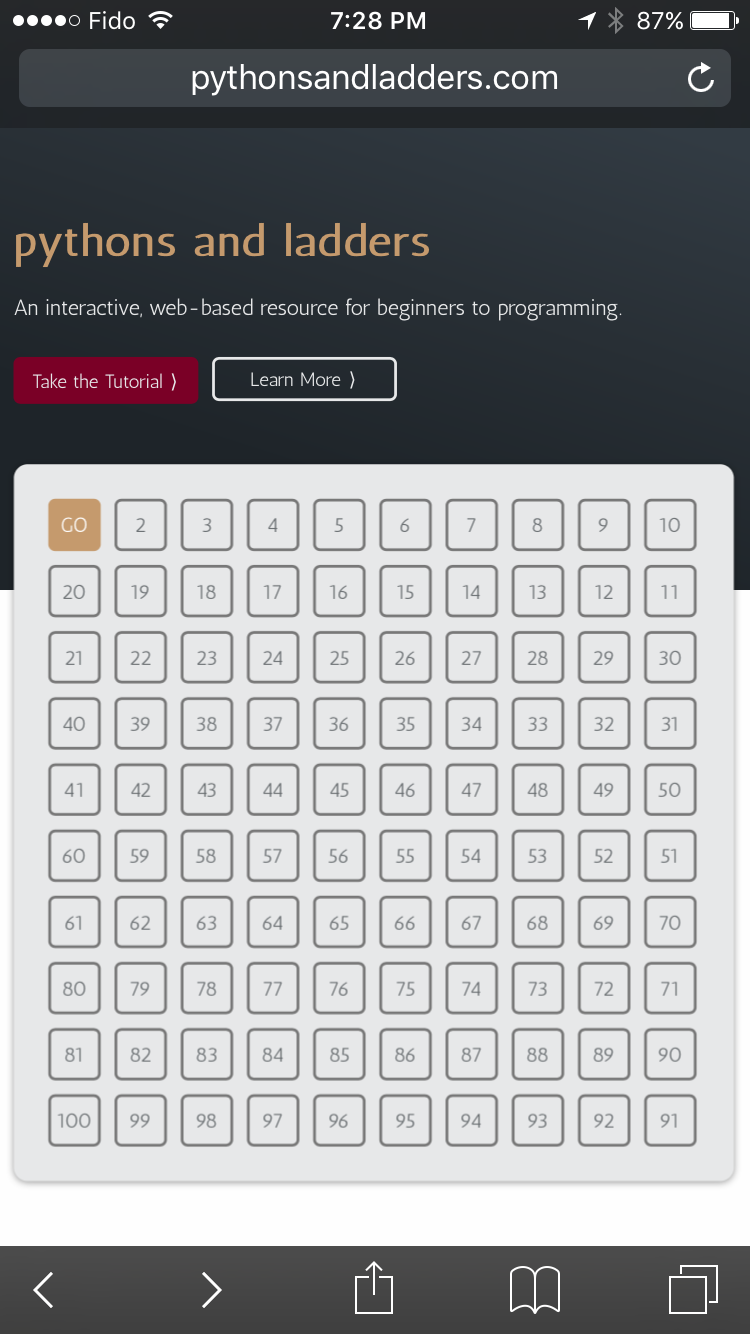 Fido 7:28 PM 87%
pythonsandladders.com
pythons and ladders
An interactive, web-based resource for beginners to programming.
Take the Tutorial ⟩ Learn More ⟩
GO 2 3 4 5 6 7 8 9 10
20 19 18 17 16 15 14 13 12 11
21 22 23 24 25 26 27 28 29 30
40 39 38 37 36 35 34 33 32 31
41 42 43 44 45 46 47 48 49 50
60 59 58 57 56 55 54 53 52 51
61 62 63 64 65 66 67 68 69 70
80 79 78 77 76 75 74 73 72 71
81 82 83 84 85 86 87 88 89 90
100 99 98 97 96 95 94 93 92 91